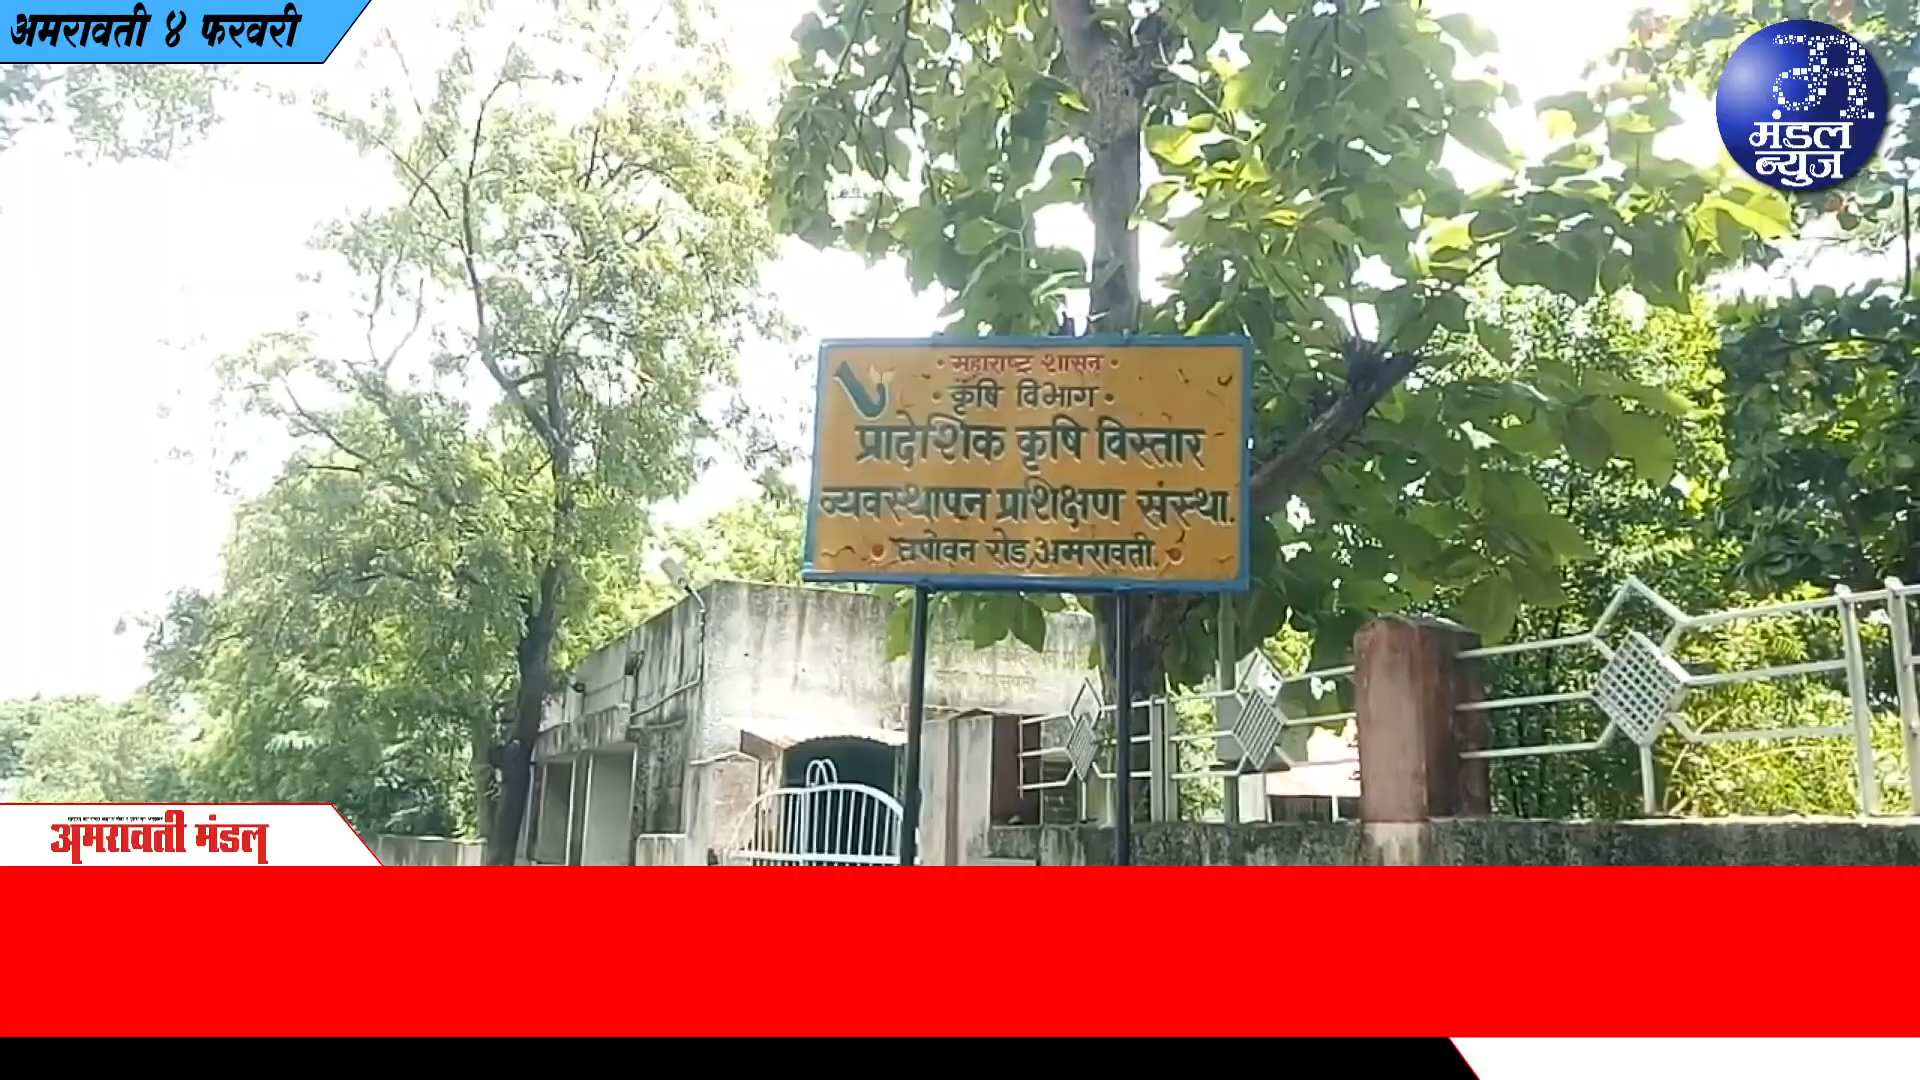 अमरावती ४ फरवरी
मंडल
न्युज
महाराष्ट्र शासन
कृषि विभाग
प्रादेशिक कृषि विस्तार
व्यवस्थापन प्रशिक्षण संस्था.
तपोवन रोड,अमरावती.
अमरावती मंडल